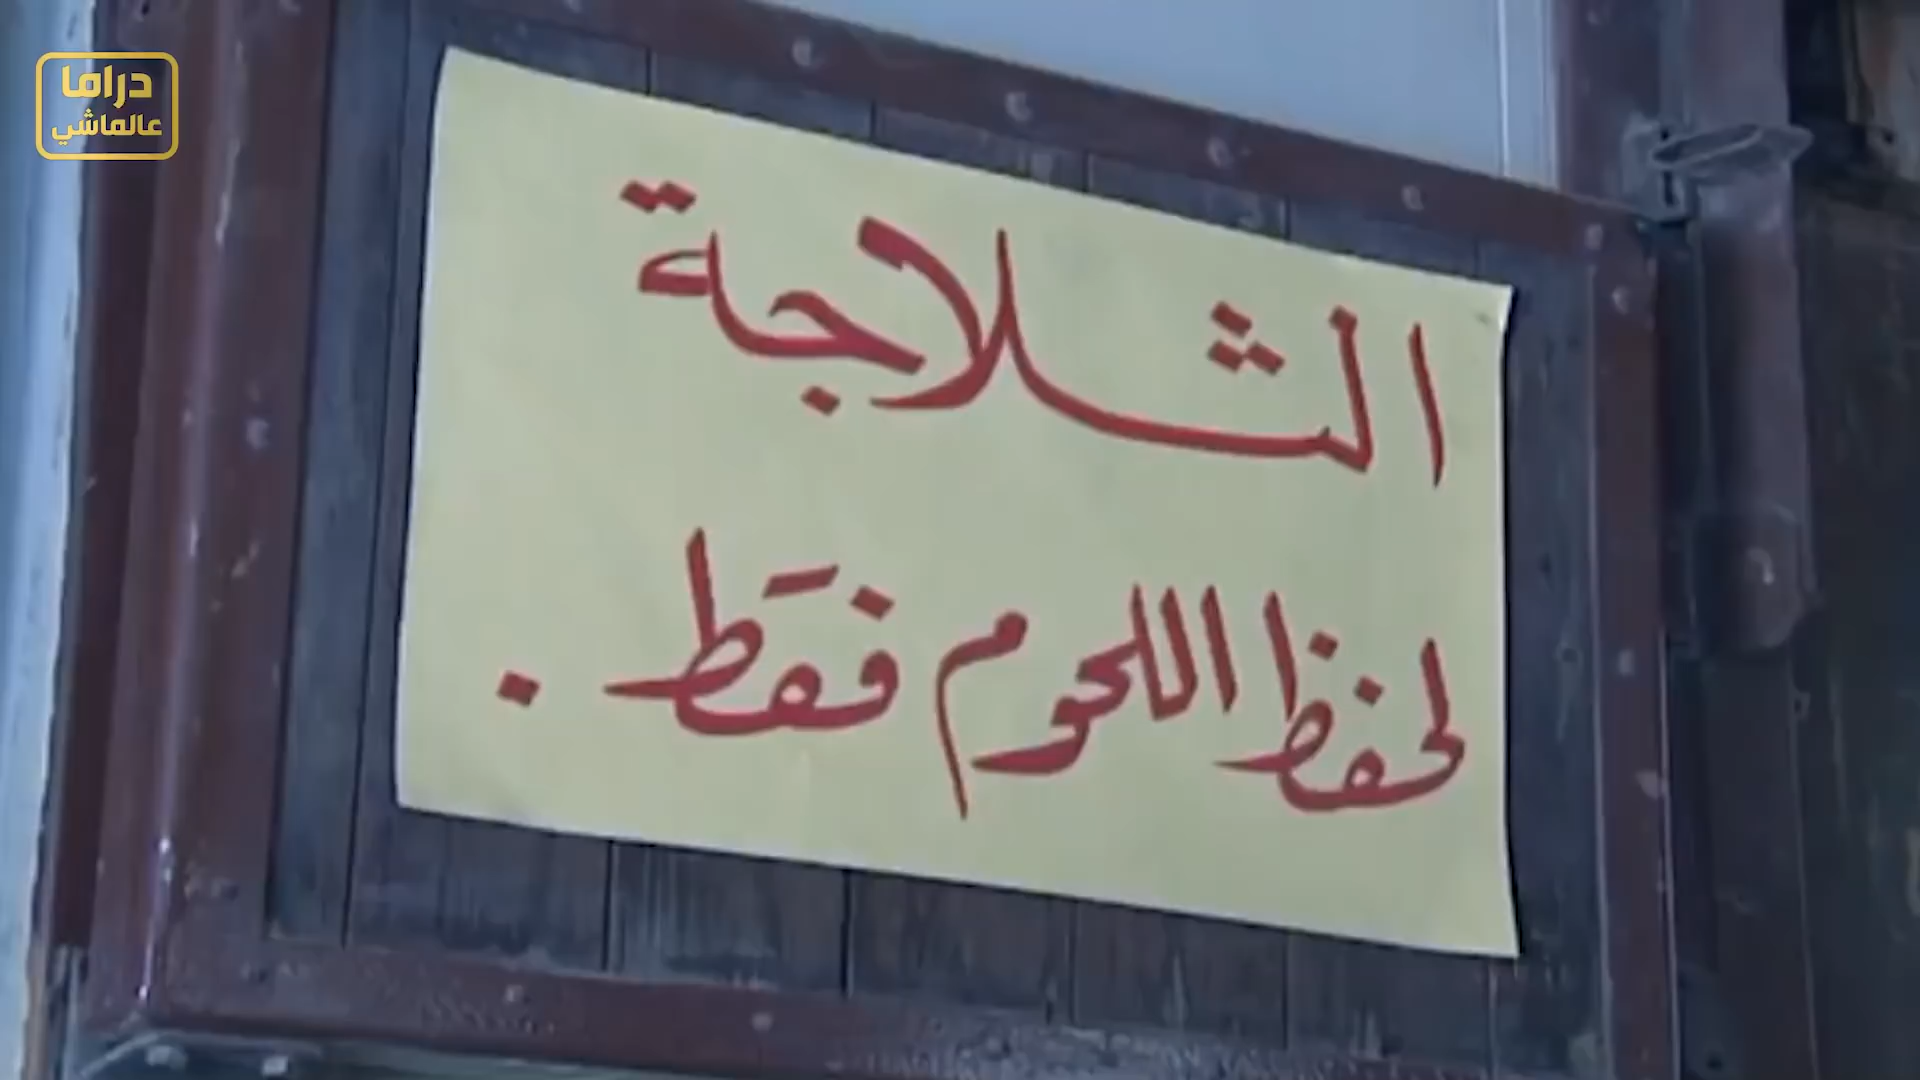 دراما
عالماشي
الثلاجة
لحفظ اللحوم فقط .